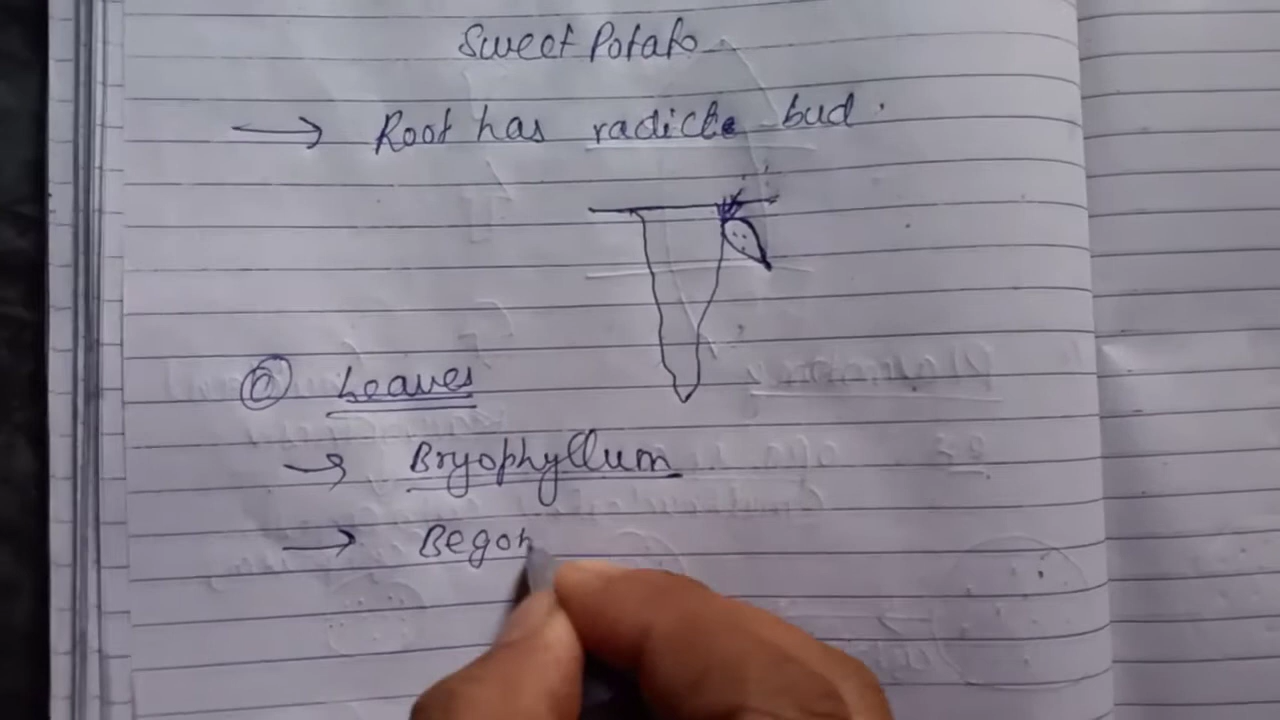 Sweet Potato
→ Root has radicle bud.
© Leaves
→ Bryophyllum
→ Begon